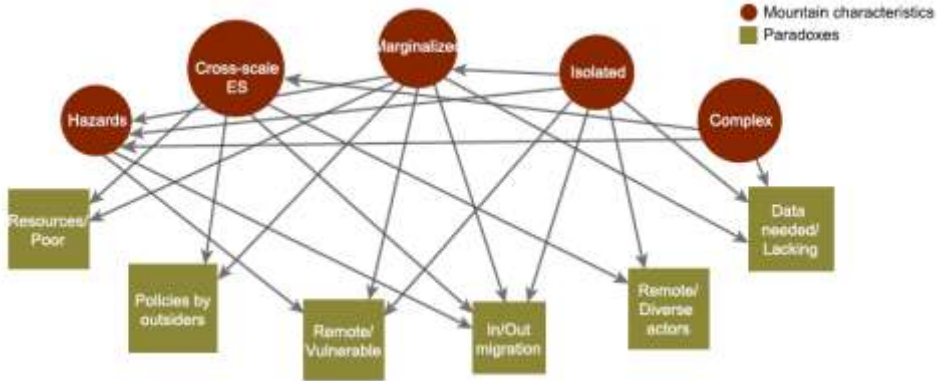 Mountain characteristics
Paradoxes
Marginalized
Cross-scale
ES
Isolated
Hazards
Complex
Resources/
Poor
Data
needed/
Lacking
Policies by
outsiders
Remote/
Diverse
actors
Remote/
Vulnerable
In/Out
migration